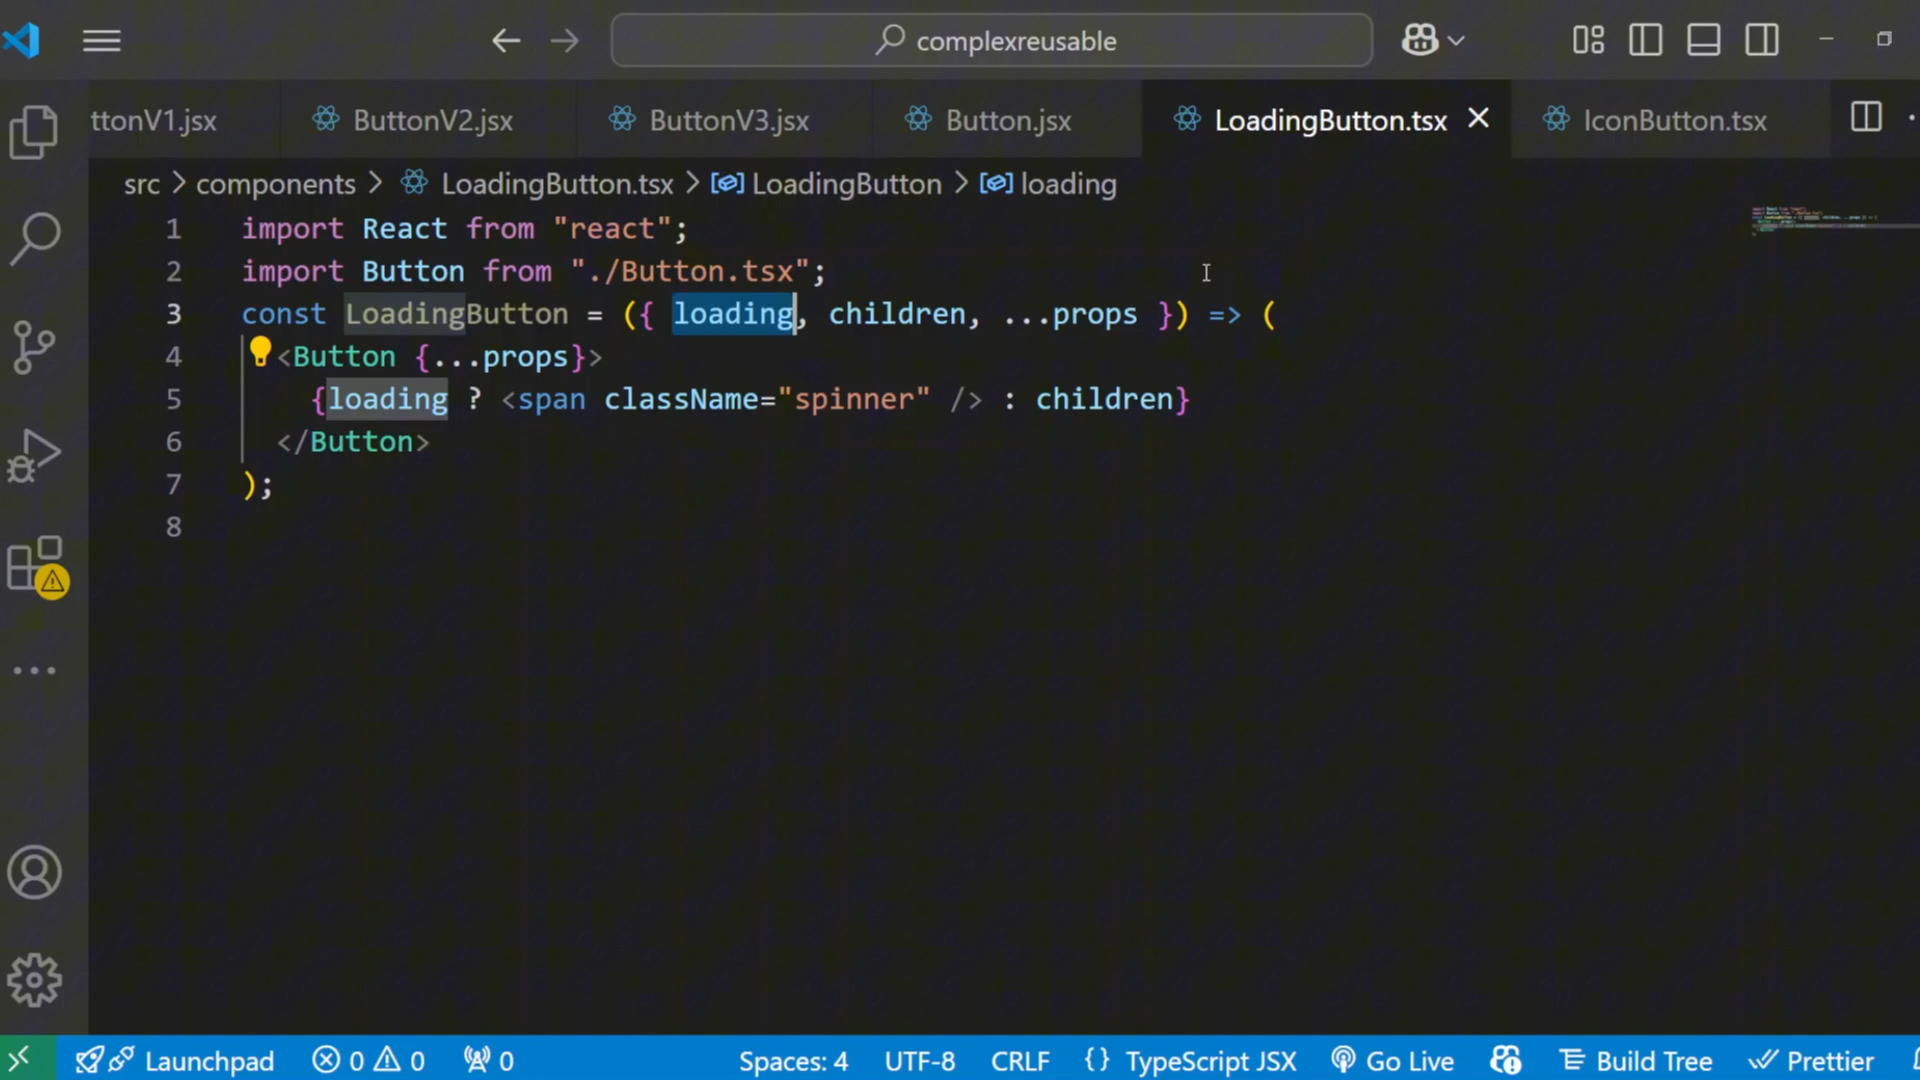 complexreusable
ttonV1.jsx ButtonV2.jsx ButtonV3.jsx Button.jsx LoadingButton.tsx IconButton.tsx
src > components > LoadingButton.tsx > LoadingButton > loading
1 import React from "react";
2 import Button from "./Button.tsx";
3 const LoadingButton = ({ loading, children, ...props }) => (
4 <Button {...props}>
5 {loading ? <span className="spinner" /> : children}
6 </Button>
7 );
8
Launchpad 0 0 0 Spaces: 4 UTF-8 CRLF {} TypeScript JSX Go Live Build Tree Prettier